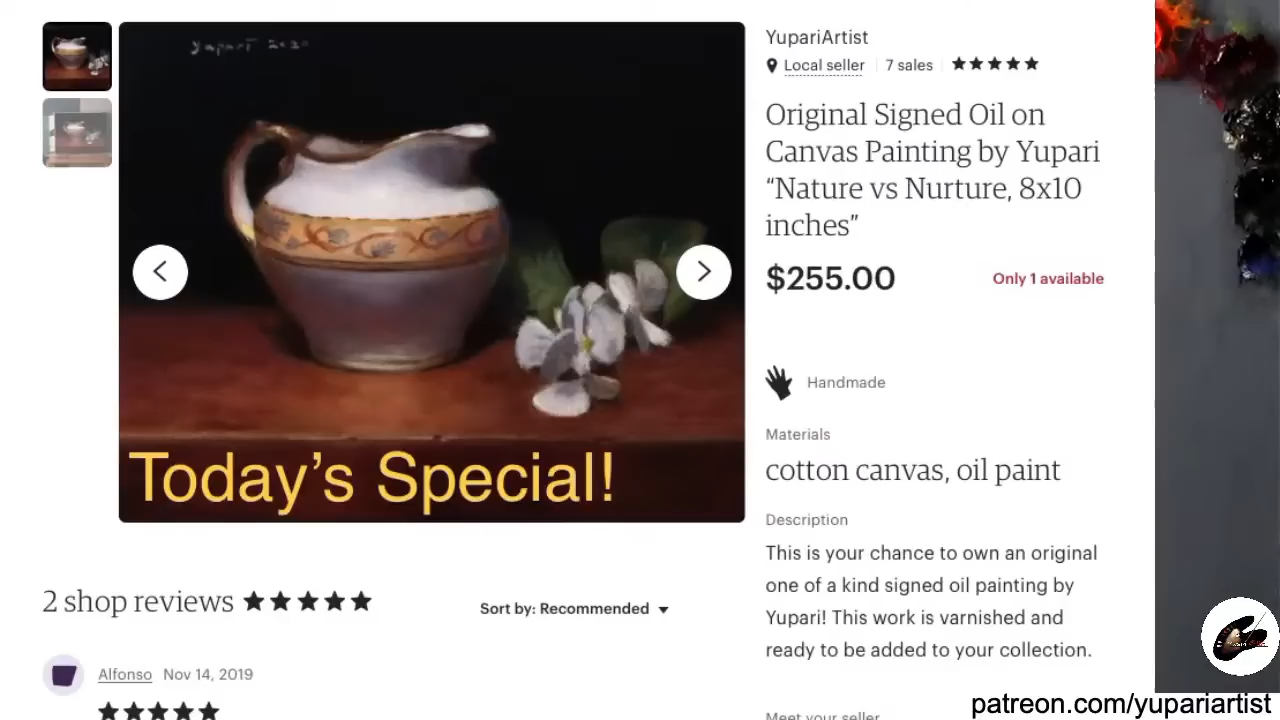 yupari 2020
YupariArtist
Local seller
7 sales
Original Signed Oil on
Canvas Painting by Yupari
“Nature vs Nurture, 8x10
inches”
$255.00
Only 1 available
Handmade
Materials
cotton canvas, oil paint
Description
This is your chance to own an original
one of a kind signed oil painting by
Yupari! This work is varnished and
ready to be added to your collection.
Meet your seller
Today’s Special!
2 shop reviews
Sort by: Recommended
Alfonso Nov 14, 2019
patreon.com/yupariartist